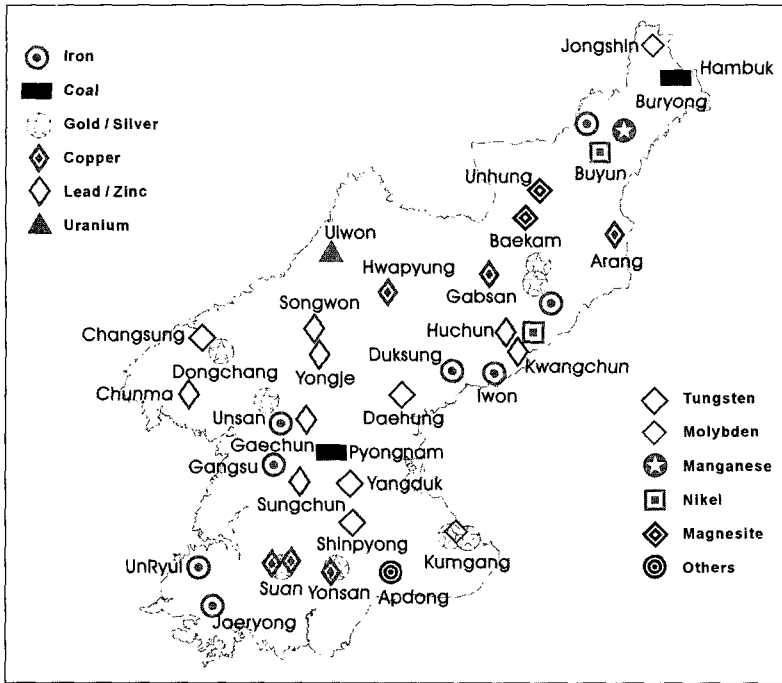 Iron
Coal
Gold / Silver
Copper
Lead / Zinc
Uranium
Jongshin
Hambuk
Buryong
Buyun
Unhung
Baekam
Arang
Uiwon
Hwapyung
Gabsan
Songwon
Changsung
Huchun
Dongchang
Yongje
Duksung
Kwangchun
Chunma
Iwon
Unsan
Daehung
Gaechun
Pyongnam
Gangsu
Yangduk
Sungchun
Shinpyong
Kumgang
UnRyul
Suan
Yonsan
Apdong
Jaeryong
Tungsten
Molybden
Manganese
Nikel
Magnesite
Others